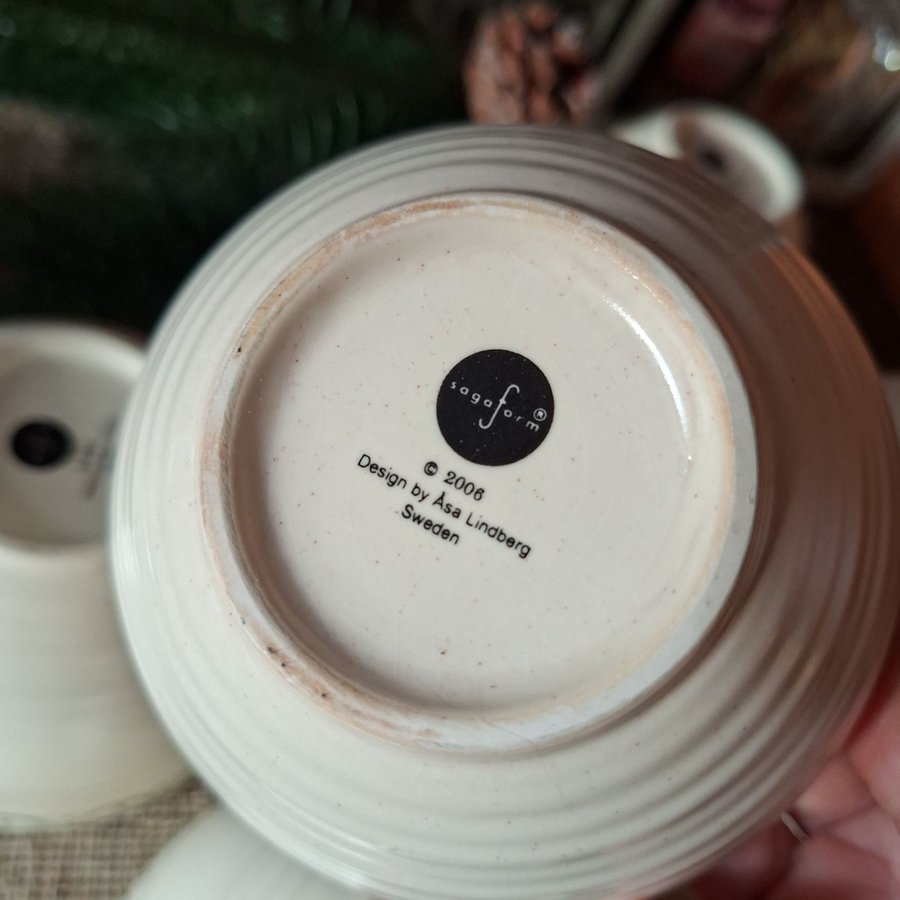 sagaform®
© 2006
Design by Åsa Lindberg
Sweden